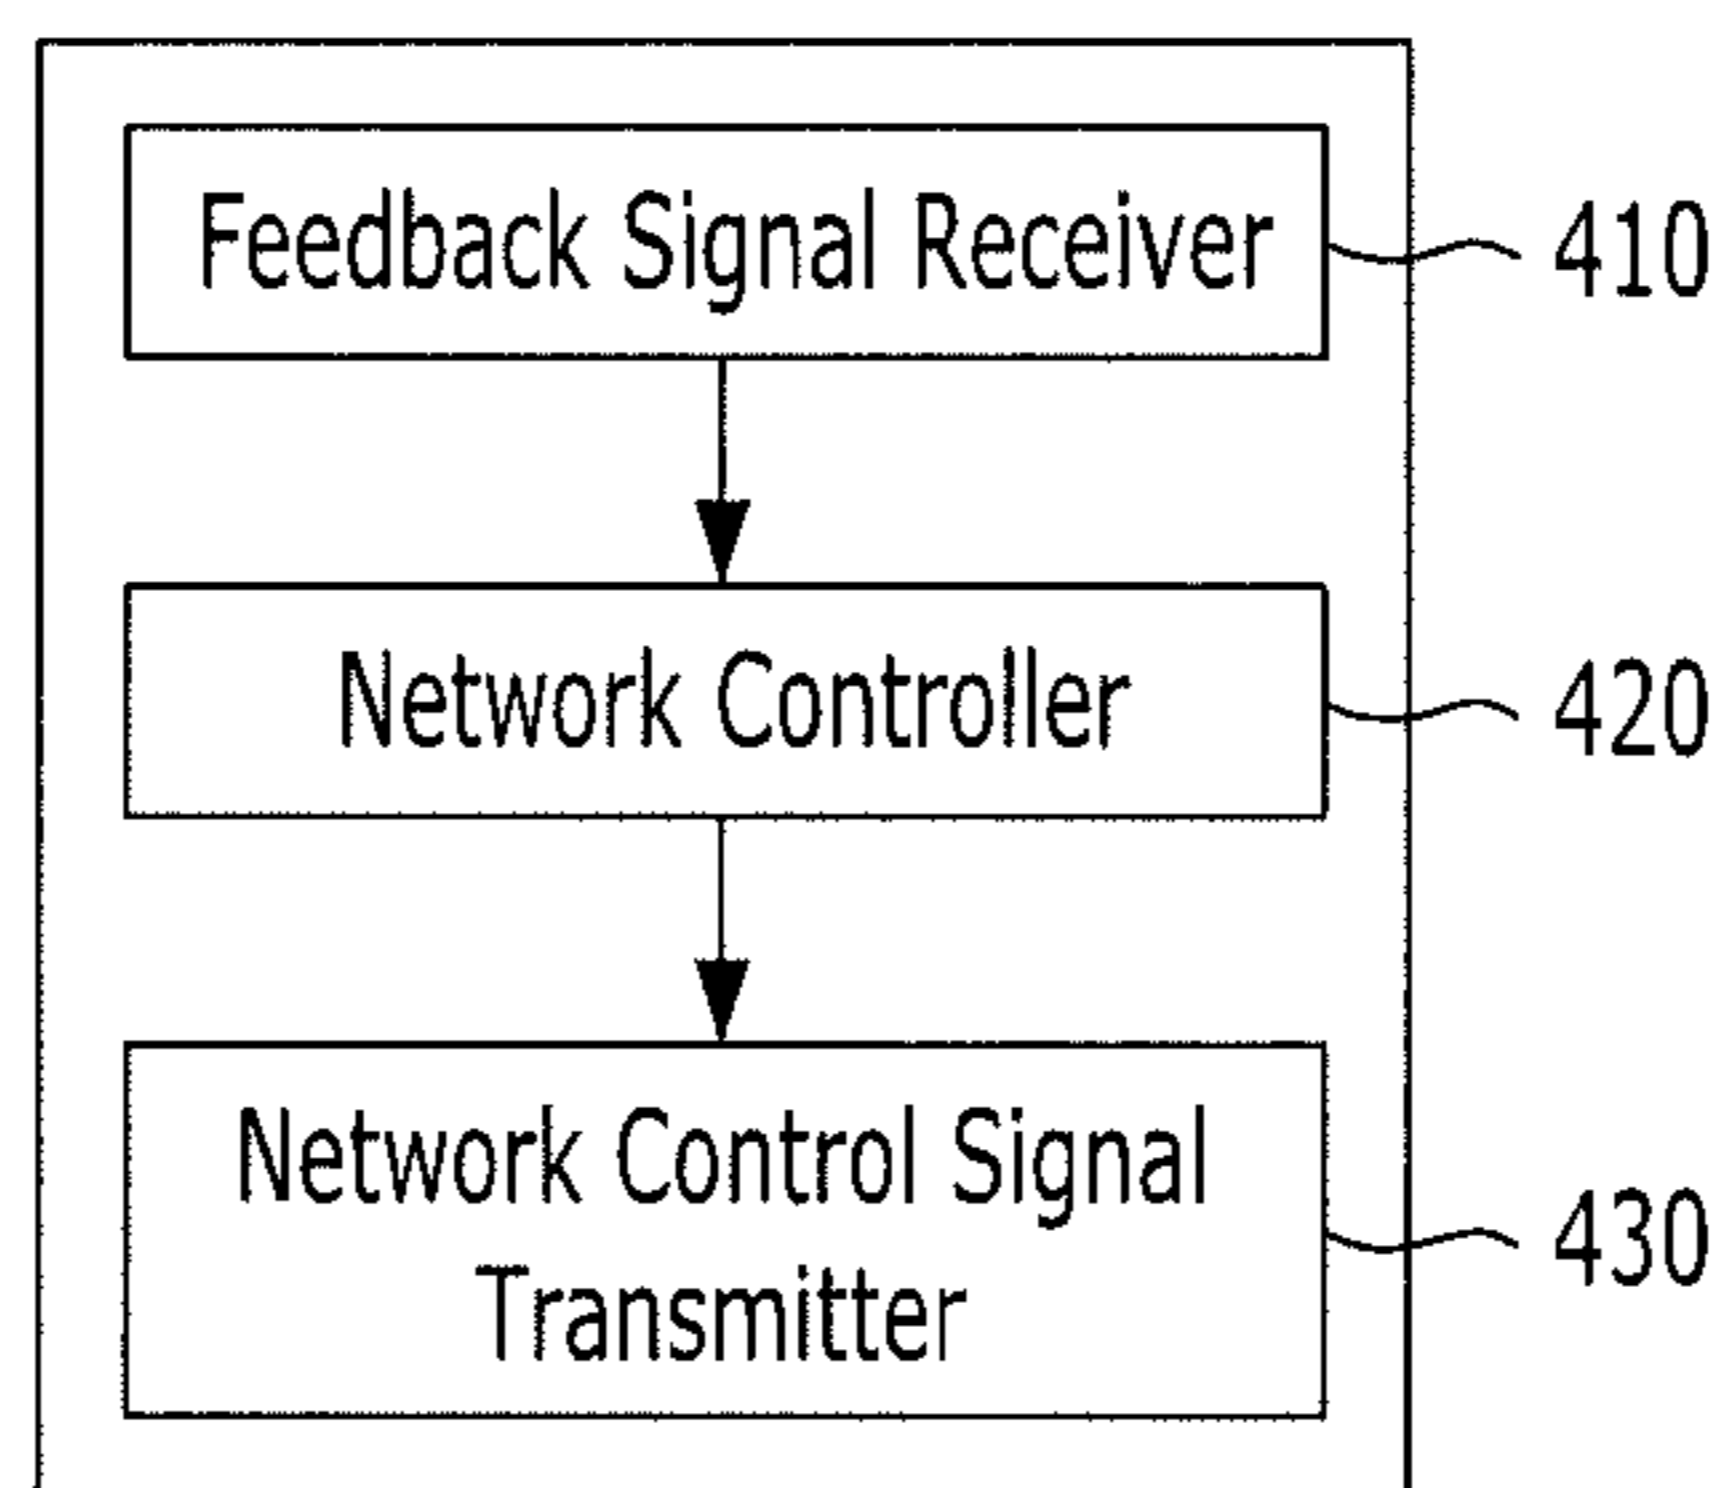 Feedback Signal Receiver
410
Network Controller
420
Network Control Signal
Transmitter
430